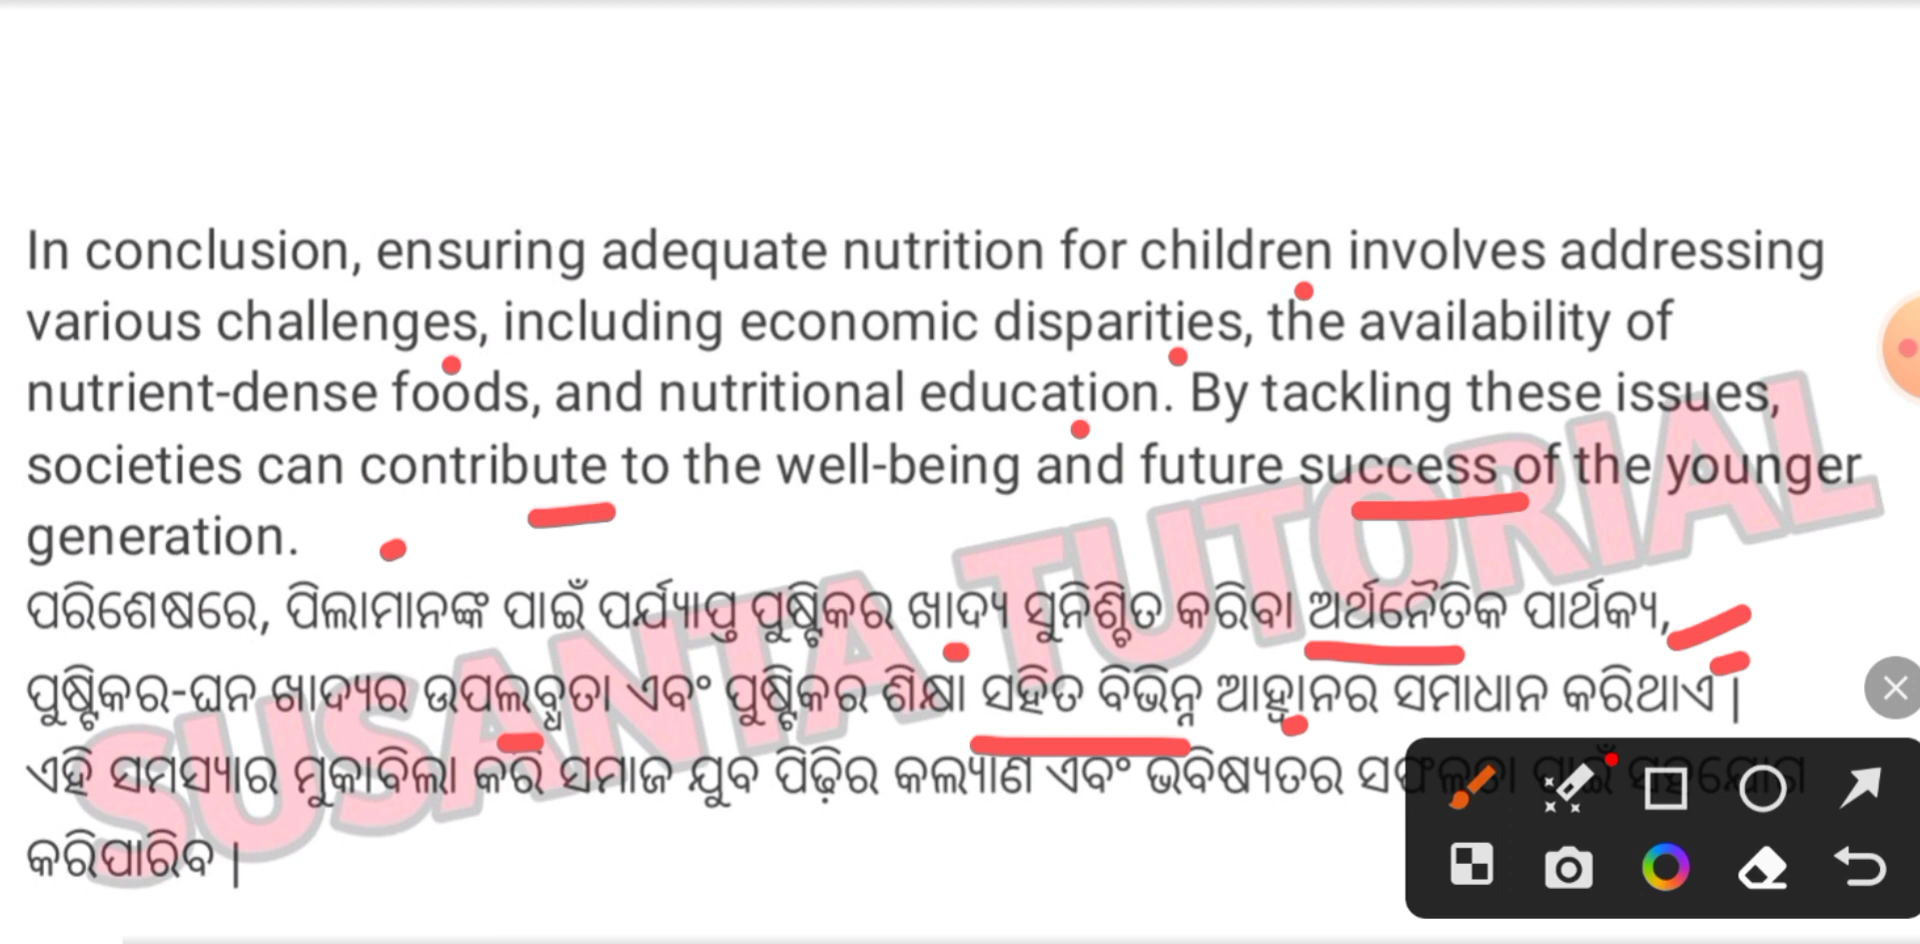 In conclusion, ensuring adequate nutrition for children involves addressing
various challenges, including economic disparities, the availability of
nutrient-dense foods, and nutritional education. By tackling these issues,
societies can contribute to the well-being and future success of the younger
generation.
ପରିଶେଷରେ, ପିଲାମାନଙ୍କ ପାଇଁ ପର୍ଯ୍ୟାପ୍ତ ପୁଷ୍ଟିକର ଖାଦ୍ୟ ସୁନିଶ୍ଚିତ କରିବା ଅର୍ଥନୈତିକ ପାର୍ଥକ୍ୟ,
ପୁଷ୍ଟିକର-ଘନ ଖାଦ୍ୟର ଉପଲବ୍ଧତା ଏବଂ ପୁଷ୍ଟିକର ଶିକ୍ଷା ସହିତ ବିଭିନ୍ନ ଆହ୍ୱାନର ସମାଧାନ କରିଥାଏ |
ଏହି ସମସ୍ୟାର ମୁକାବିଲା କରି ସମାଜ ଯୁବ ପିଢ଼ିର କଲ୍ୟାଣ ଏବଂ ଭବିଷ୍ୟତର ସଫଳତା ପାଇଁ ସହଯୋଗ
କରିପାରିବ |
SUSANTA TUTORIAL